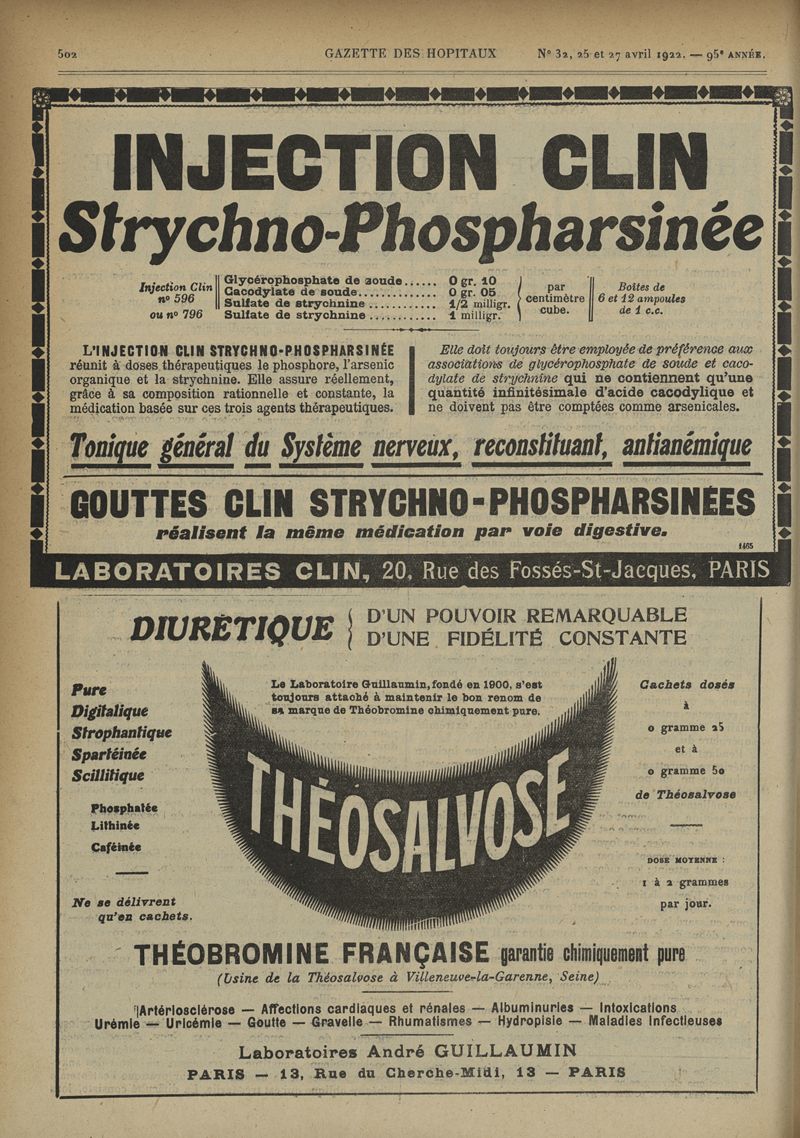 502 GAZETTE DES HOPITAUX N° 32, 25 et 27 avril 1922. — 95e ANNÉE.
INJECTION CLIN
Strychno-Phospharsinée
Injection Clin
n° 596
ou n° 796
Glycérophosphate de soude...... 0 gr. 10
Cacodylate de soude............. 0 gr. 05
Sulfate de strychnine............ 1/2 milligr.
Sulfate de strychnine............ 1 milligr.
par
centimètre
cube.
Boîtes de
6 et 12 ampoules
de 1 c.c.
L'INJECTION CLIN STRYCHNO-PHOSPHARSINÉE
réunit à doses thérapeutiques le phosphore, l'arsenic
organique et la strychnine. Elle assure réellement,
grâce à sa composition rationnelle et constante, la
médication basée sur ces trois agents thérapeutiques.
Elle doit toujours être employée de préférence aux
associations de glycérophosphate de soude et caco-
dylate de strychnine qui ne contiennent qu'une
quantité infinitésimale d'acide cacodylique et
ne doivent pas être comptées comme arsenicales.
Tonique général du Système nerveux, reconstituant, antianémique
GOUTTES CLIN STRYCHNO-PHOSPHARSINÉES
réalisent la même médication par voie digestive.
1465
LABORATOIRES CLIN, 20, Rue des Fossés-St-Jacques, PARIS
DIURÉTIQUE
D'UN POUVOIR REMARQUABLE
D'UNE FIDÉLITÉ CONSTANTE
Le Laboratoire Guillaumin, fondé en 1900, s'est
toujours attaché à maintenir le bon renom de
sa marque de Théobromine chimiquement pure.
Pure
Digitalique
Strophantique
Spartéinée
Scillitique
Phosphatée
Lithinée
Caféinée
Ne se délivrent
qu'en cachets.
THÉOSALVOSE
Cachets dosés
à
0 gramme 25
et à
0 gramme 50
de Théosalvose
DOSE MOYENNE :
1 à 2 grammes
par jour.
THÉOBROMINE FRANÇAISE garantie chimiquement pure
(Usine de la Théosalvose à Villeneuve-la-Garenne, Seine)
Artériosclérose — Affections cardiaques et rénales — Albuminuries — Intoxications
Urémie — Uricémie — Goutte — Gravelle — Rhumatismes — Hydropisie — Maladies Infectieuses
Laboratoires André GUILLAUMIN
PARIS — 13, Rue du Cherche-Midi, 13 — PARIS